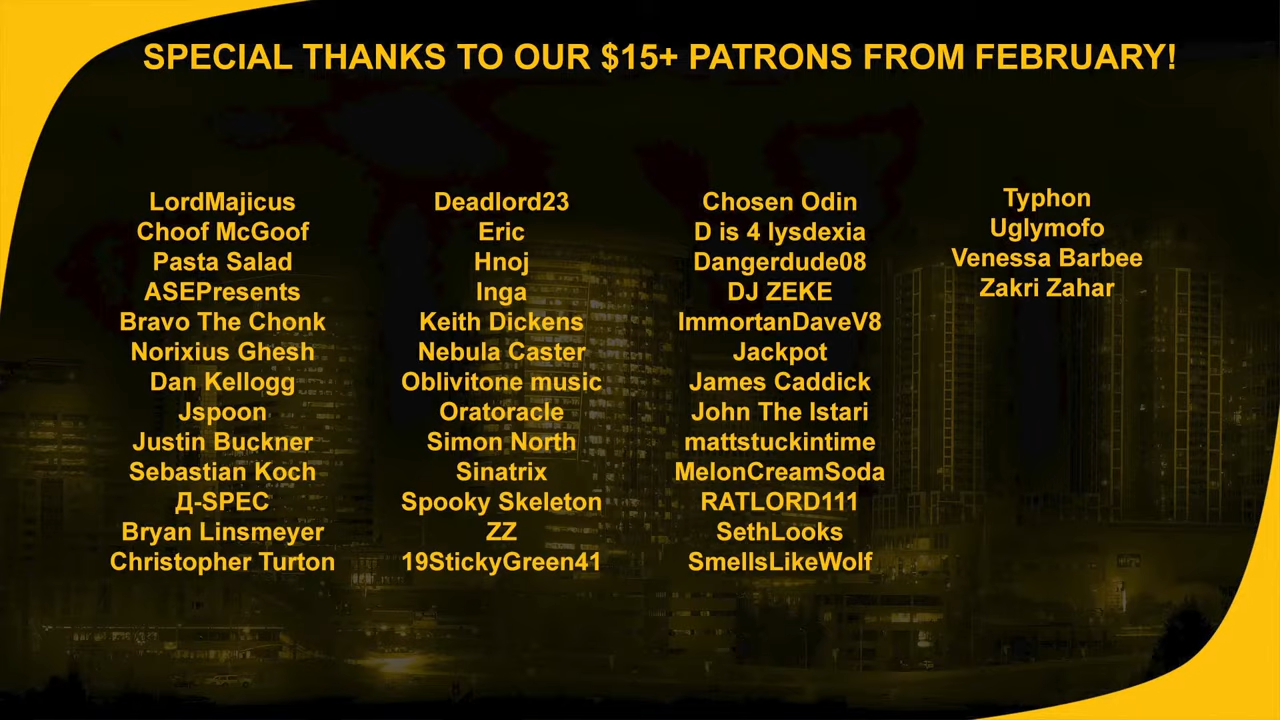 SPECIAL THANKS TO OUR $15+ PATRONS FROM FEBRUARY!
LordMajicus
Choof McGoof
Pasta Salad
ASEPresents
Bravo The Chonk
Norixius Ghesh
Dan Kellogg
Jspoon
Justin Buckner
Sebastian Koch
Д-SPEC
Bryan Linsmeyer
Christopher Turton
Deadlord23
Eric
Hnoj
Inga
Keith Dickens
Nebula Caster
Oblivitone music
Oratoracle
Simon North
Sinatrix
Spooky Skeleton
ZZ
19StickyGreen41
Chosen Odin
D is 4 lysdexia
Dangerdude08
DJ ZEKE
ImmortanDaveV8
Jackpot
James Caddick
John The Istari
mattstuckintime
MelonCreamSoda
RATLORD111
SethLooks
SmellsLikeWolf
Typhon
Uglymofo
Venessa Barbee
Zakri Zahar